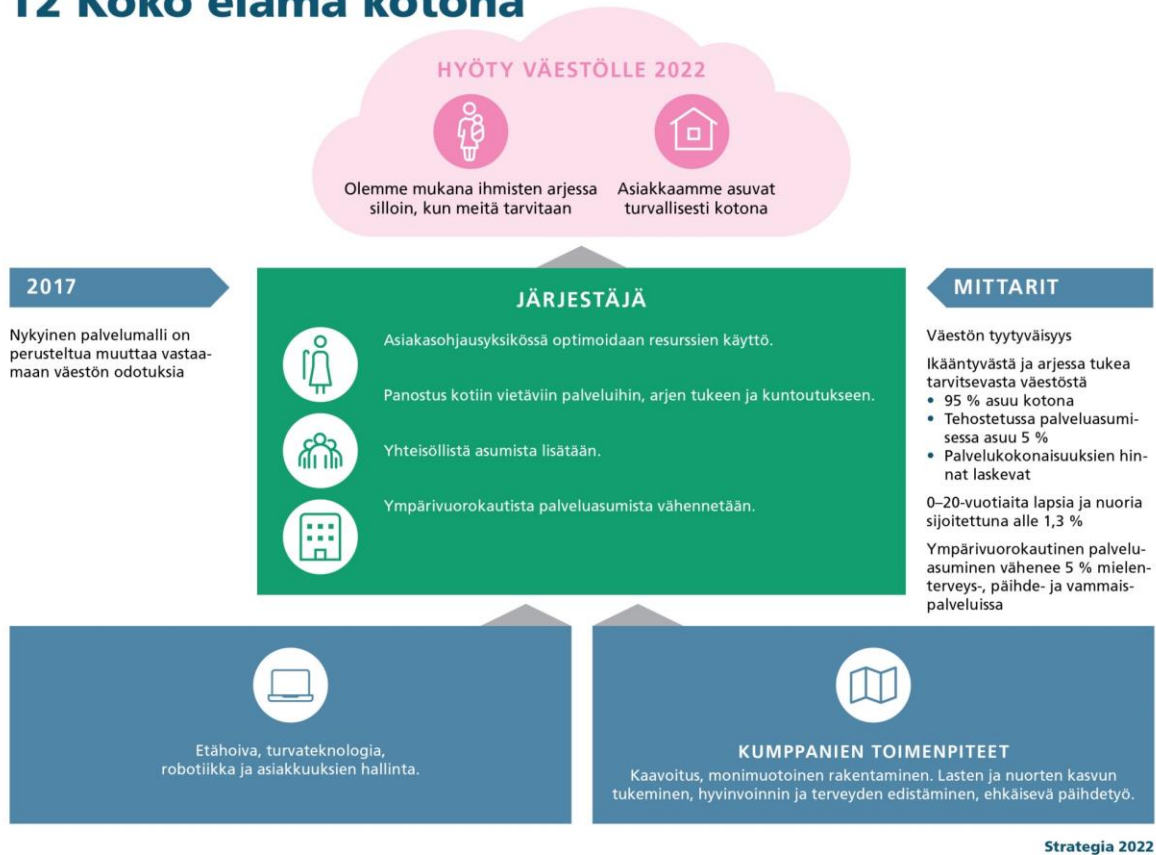 12 Koko elämä kotona
HYÖTY VÄESTÖLLE 2022
Olemme mukana ihmisten arjessa
silloin, kun meitä tarvitaan
Asiakkaamme asuvat
turvallisesti kotona
2017
Nykyinen palvelumalli on
perusteltua muuttaa vastaa-
maan väestön odotuksia
JÄRJESTÄJÄ
Asiakasohjausyksikössä optimoidaan resurssien käyttö.
Panostus kotiin vietäviin palveluihin, arjen tukeen ja kuntoutukseen.
Yhteisöllistä asumista lisätään.
Ympärivuorokautista palveluasumista vähennetään.
MITTARIT
Väestön tyytyväisyys
Ikääntyvästä ja arjessa tukea
tarvitsevasta väestöstä
• 95 % asuu kotona
• Tehostetussa palveluasumi-
sessa asuu 5 %
• Palvelukokonaisuuksien hin-
nat laskevat
0–20-vuotiaita lapsia ja nuoria
sijoitettuna alle 1,3 %
Ympärivuorokautinen palvelu-
asuminen vähenee 5 % mielen-
terveys-, päihde- ja vammais-
palveluissa
Etähoiva, turvateknologia,
robotiikka ja asiakkuuksien hallinta.
KUMPPANIEN TOIMENPITEET
Kaavoitus, monimuotoinen rakentaminen. Lasten ja nuorten kasvun
tukeminen, hyvinvoinnin ja terveyden edistäminen, ehkäisevä päihdetyö.
Strategia 2022